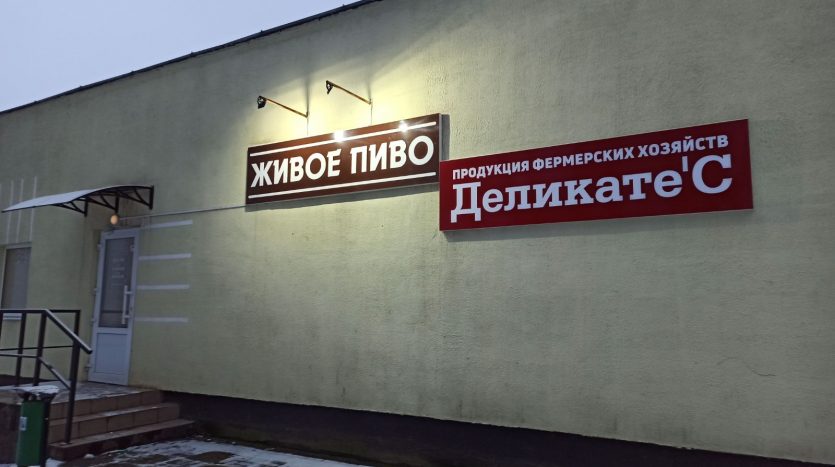 ЖИВОЕ ПИВО
ПРОДУКЦИЯ ФЕРМЕРСКИХ ХОЗЯЙСТВ
Деликате'С